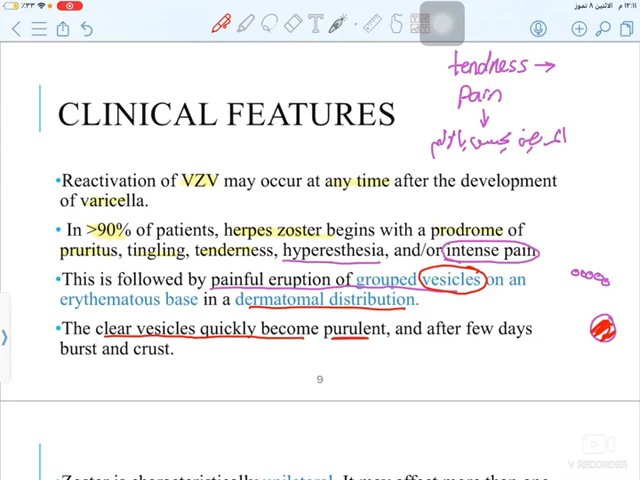 ٪٣٣
١٢:١١ م الاثنين ٨ تموز
tendness →
Pain
المريض يحس بالألم
CLINICAL FEATURES
•Reactivation of VZV may occur at any time after the development
of varicella.
•In >90% of patients, herpes zoster begins with a prodrome of
pruritus, tingling, tenderness, hyperesthesia, and/or intense pain
•This is followed by painful eruption of grouped vesicles on an
erythematous base in a dermatomal distribution.
•The clear vesicles quickly become purulent, and after few days
burst and crust.
9
V RECORDER
•Zoster is characteristically unilateral. It may affect more than one